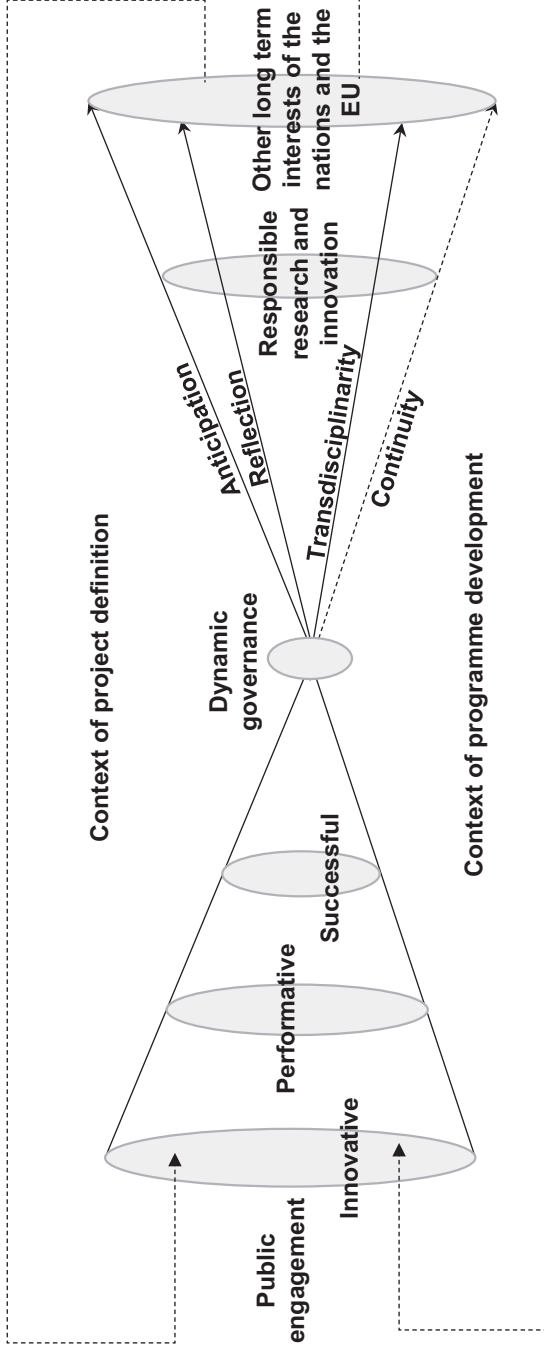 Context of project definition
Public
engagement
Innovative
Performative
Successful
Dynamic
governance
Anticipation
Reflection
Transdisciplinarity
Continuity
Responsible
research and
innovation
Other long term
interests of the
nations and the
EU
Context of programme development